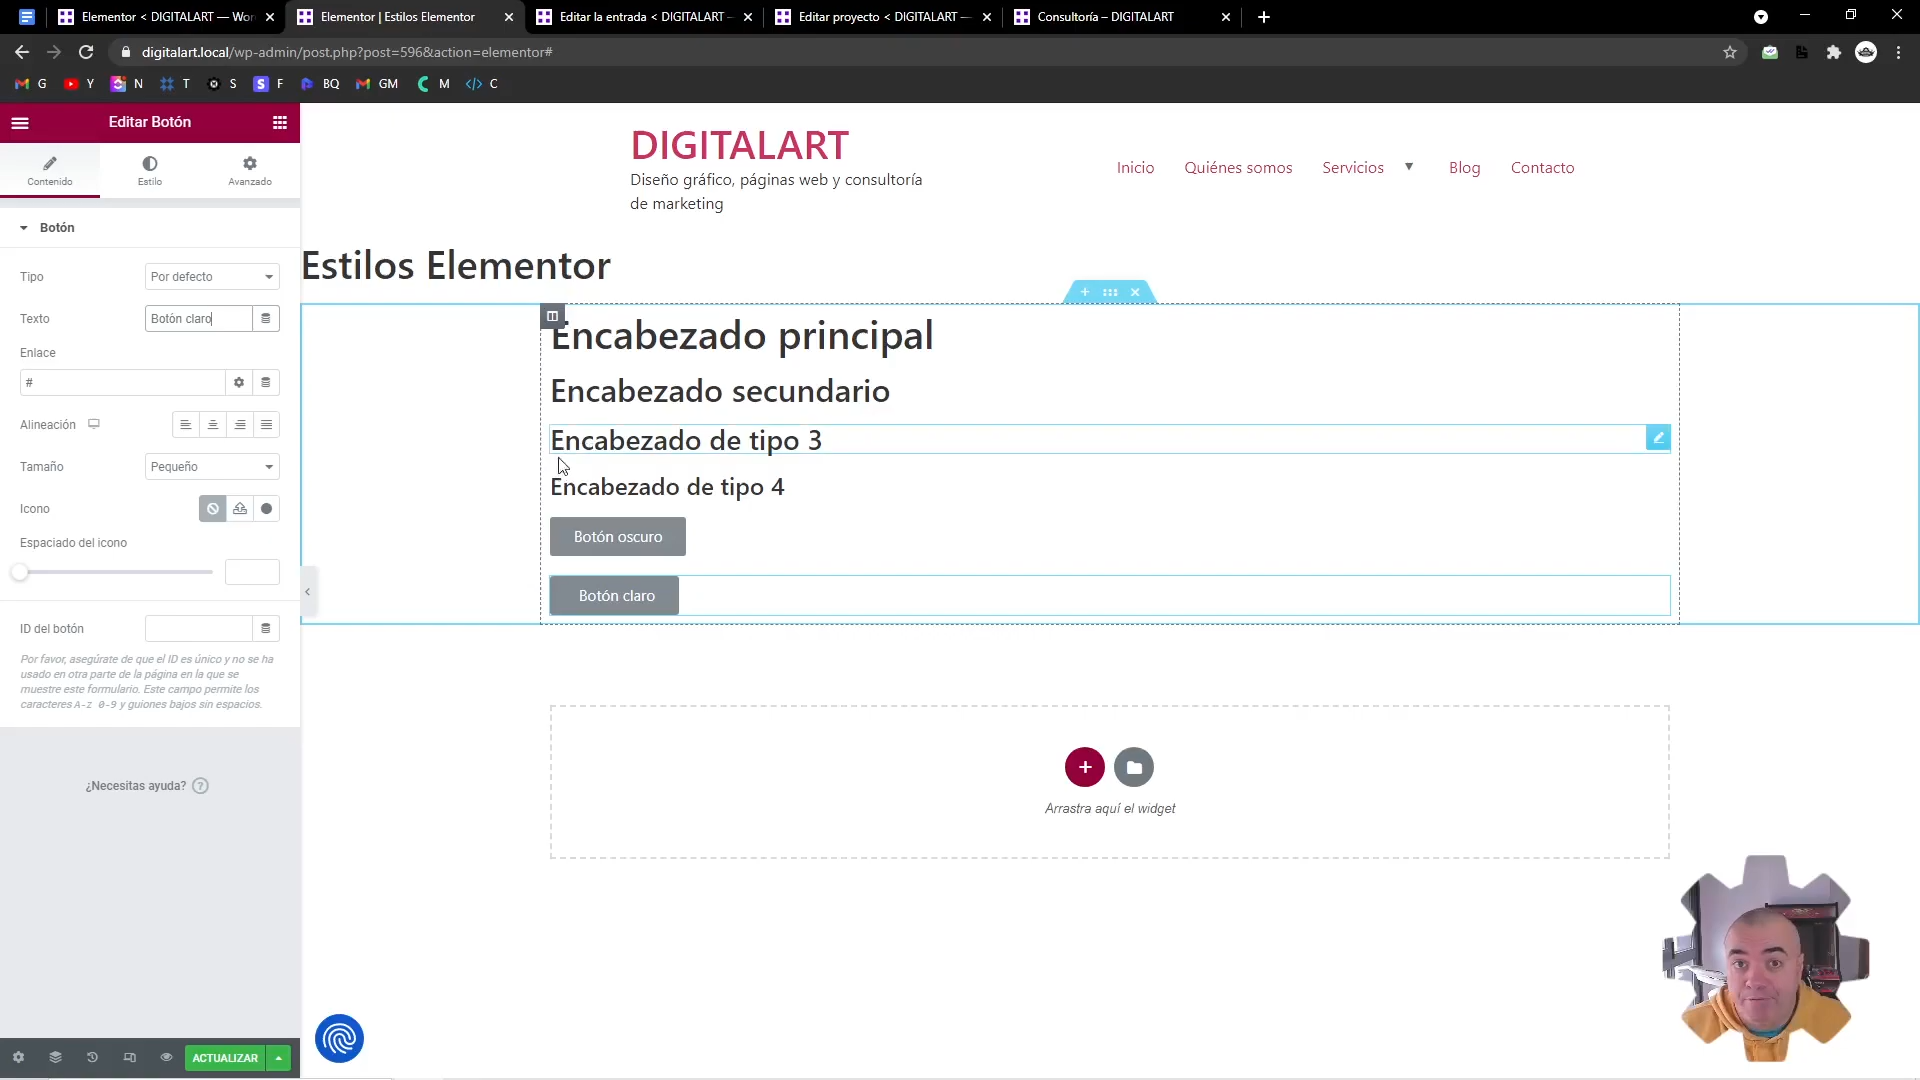 Elementor < DIGITALART — Wor
Elementor | Estilos Elementor
Editar la entrada < DIGITALART —
Editar proyecto < DIGITALART —
Consultoría – DIGITALART
digitalart.local/wp-admin/post.php?post=596&action=elementor#
G
Y
N
T
S
F
BQ
GM
M
C
Editar Botón
Contenido
Estilo
Avanzado
Botón
Tipo
Por defecto
Texto
Botón claro
Enlace
#
Alineación
Tamaño
Pequeño
Icono
Espaciado del icono
ID del botón
Por favor, asegúrate de que el ID es único y no se ha
usado en otra parte de la página en la que se
muestre este formulario. Este campo permite los
caracteres A-z 0-9 y guiones bajos sin espacios.
¿Necesitas ayuda? ?
ACTUALIZAR
DIGITALART
Diseño gráfico, páginas web y consultoría
de marketing
Inicio
Quiénes somos
Servicios
Blog
Contacto
Estilos Elementor
Encabezado principal
Encabezado secundario
Encabezado de tipo 3
Encabezado de tipo 4
Botón oscuro
Botón claro
Arrastra aquí el widget